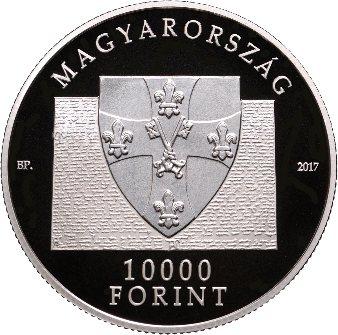 MAGYARORSZÁG
BP. 2017
10000
FORINT